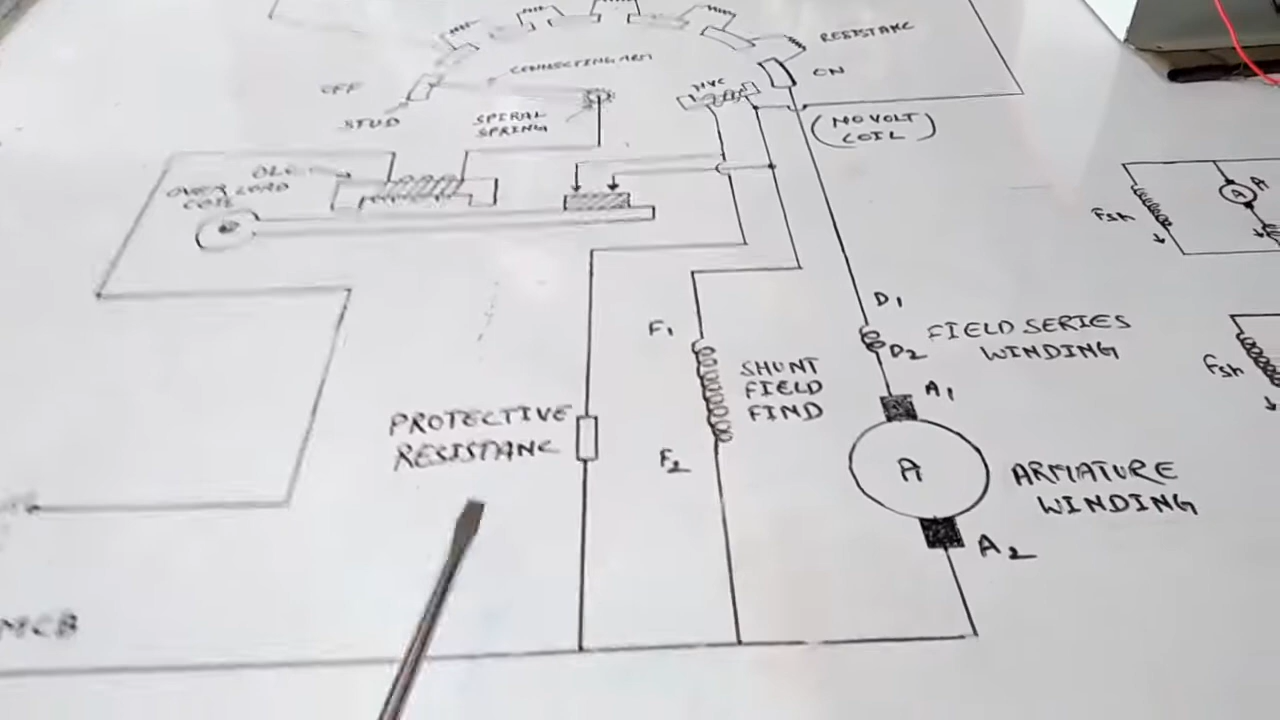 RESISTANC
CONNECTING ARM
OFF
ON
NVC
STUD
SPIRAL
SPRING
(NO VOLT
COIL)
OLC
OVER LOAD
COIL
A
Fsh
D1
F1
D2
FIELD SERIES
WINDING
Fsh
SHUNT
FIELD
FIND
A1
PROTECTIVE
RESISTANC
F2
A
ARMATURE
WINDING
A2
MCB